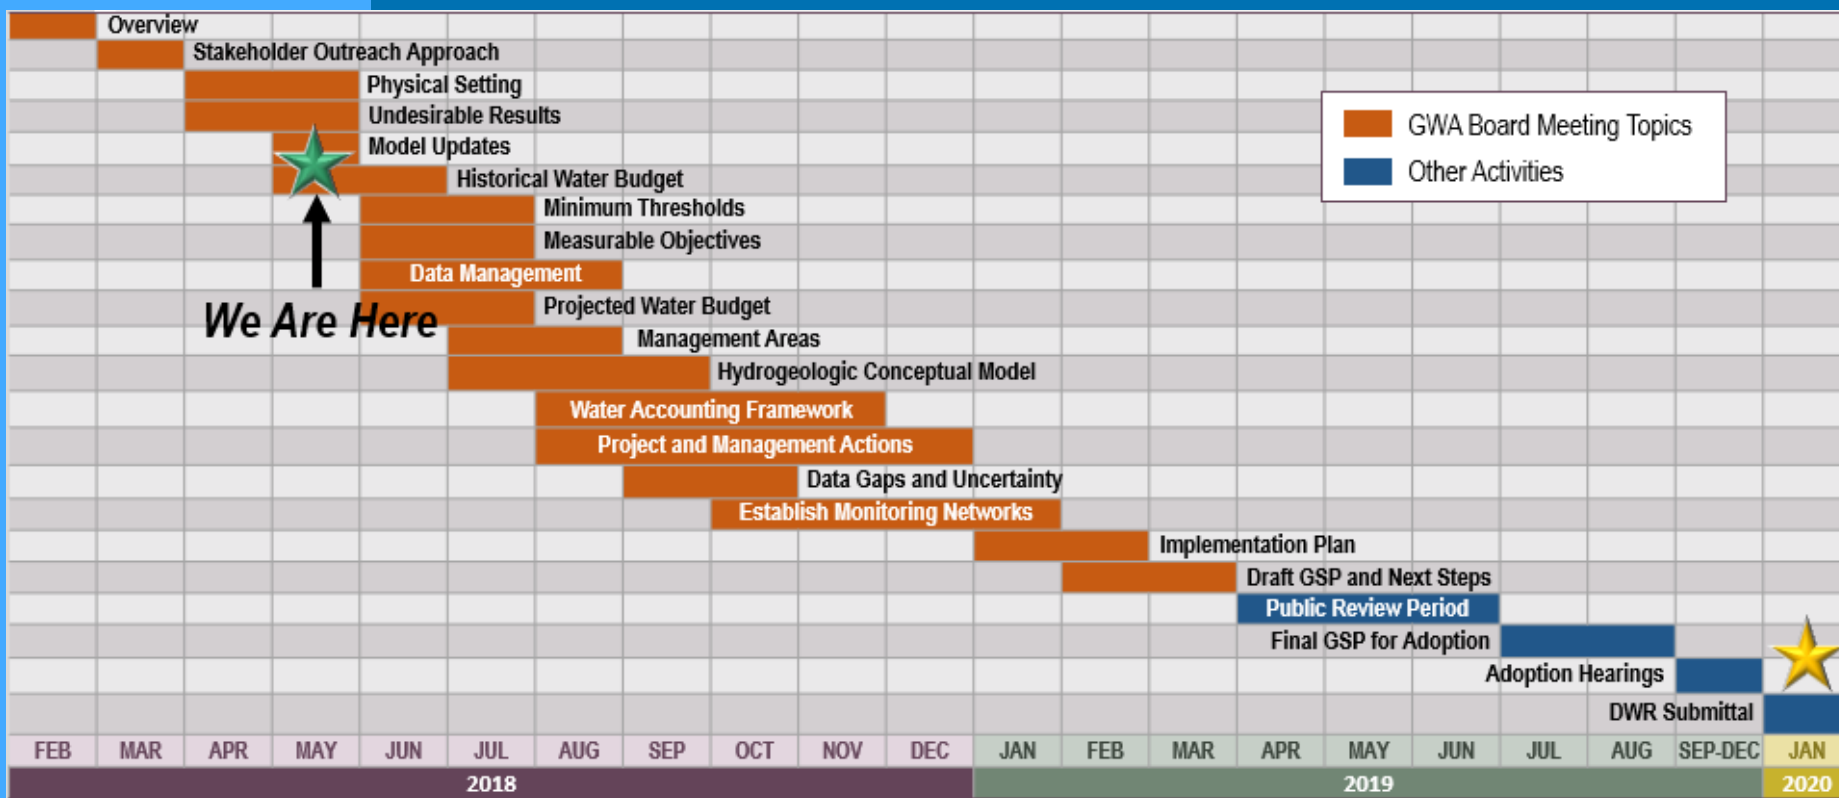 Overview
Stakeholder Outreach Approach
Physical Setting
Undesirable Results
GWA Board Meeting Topics
Other Activities
Model Updates
Historical Water Budget
Minimum Thresholds
Measurable Objectives
Data Management
Projected Water Budget
We Are Here
Management Areas
Hydrogeologic Conceptual Model
Water Accounting Framework
Project and Management Actions
Data Gaps and Uncertainty
Establish Monitoring Networks
Implementation Plan
Draft GSP and Next Steps
Public Review Period
Final GSP for Adoption
Adoption Hearings
DWR Submittal
FEB MAR APR MAY JUN JUL AUG SEP OCT NOV DEC JAN FEB MAR APR MAY JUN JUL AUG SEP-DEC JAN
2018 2019 2020